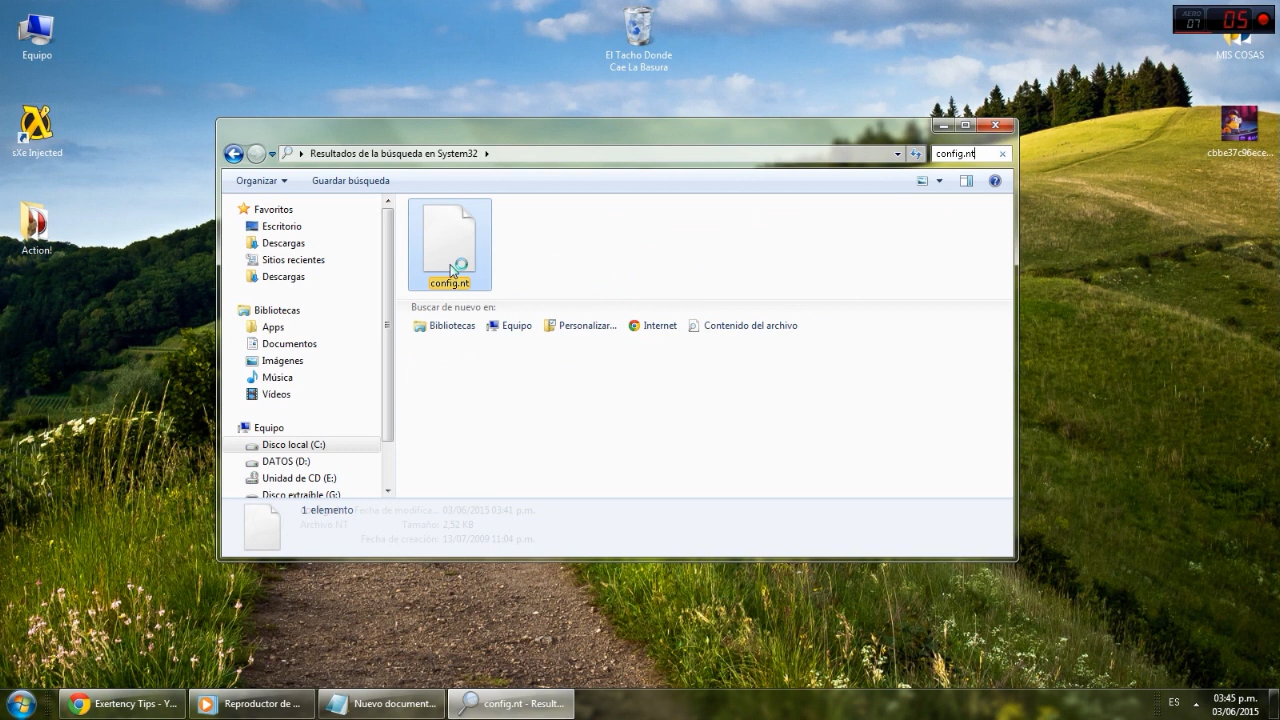 Equipo
sXe Injected
Action!
El Tacho Donde
Cae La Basura
AERO
07
05
MIS COSAS
cbbe37c96ece...
Resultados de la búsqueda en System32
config.nt
Organizar
Guardar búsqueda
Favoritos
Escritorio
Descargas
Sitios recientes
Descargas
Bibliotecas
Apps
Documentos
Imágenes
Música
Vídeos
Equipo
Disco local (C:)
DATOS (D:)
Unidad de CD (E:)
Disco extraíble (G:)
config.nt
Buscar de nuevo en:
Bibliotecas
Equipo
Personalizar...
Internet
Contenido del archivo
1 elemento
Fecha de modifica... 03/06/2015 03:41 p.m.
Archivo NT
Tamaño: 2,52 KB
Fecha de creación: 13/07/2009 11:04 p.m.
Exertency Tips - Y...
Reproductor de ...
Nuevo document...
config.nt - Result...
ES
03:45 p.m.
03/06/2015